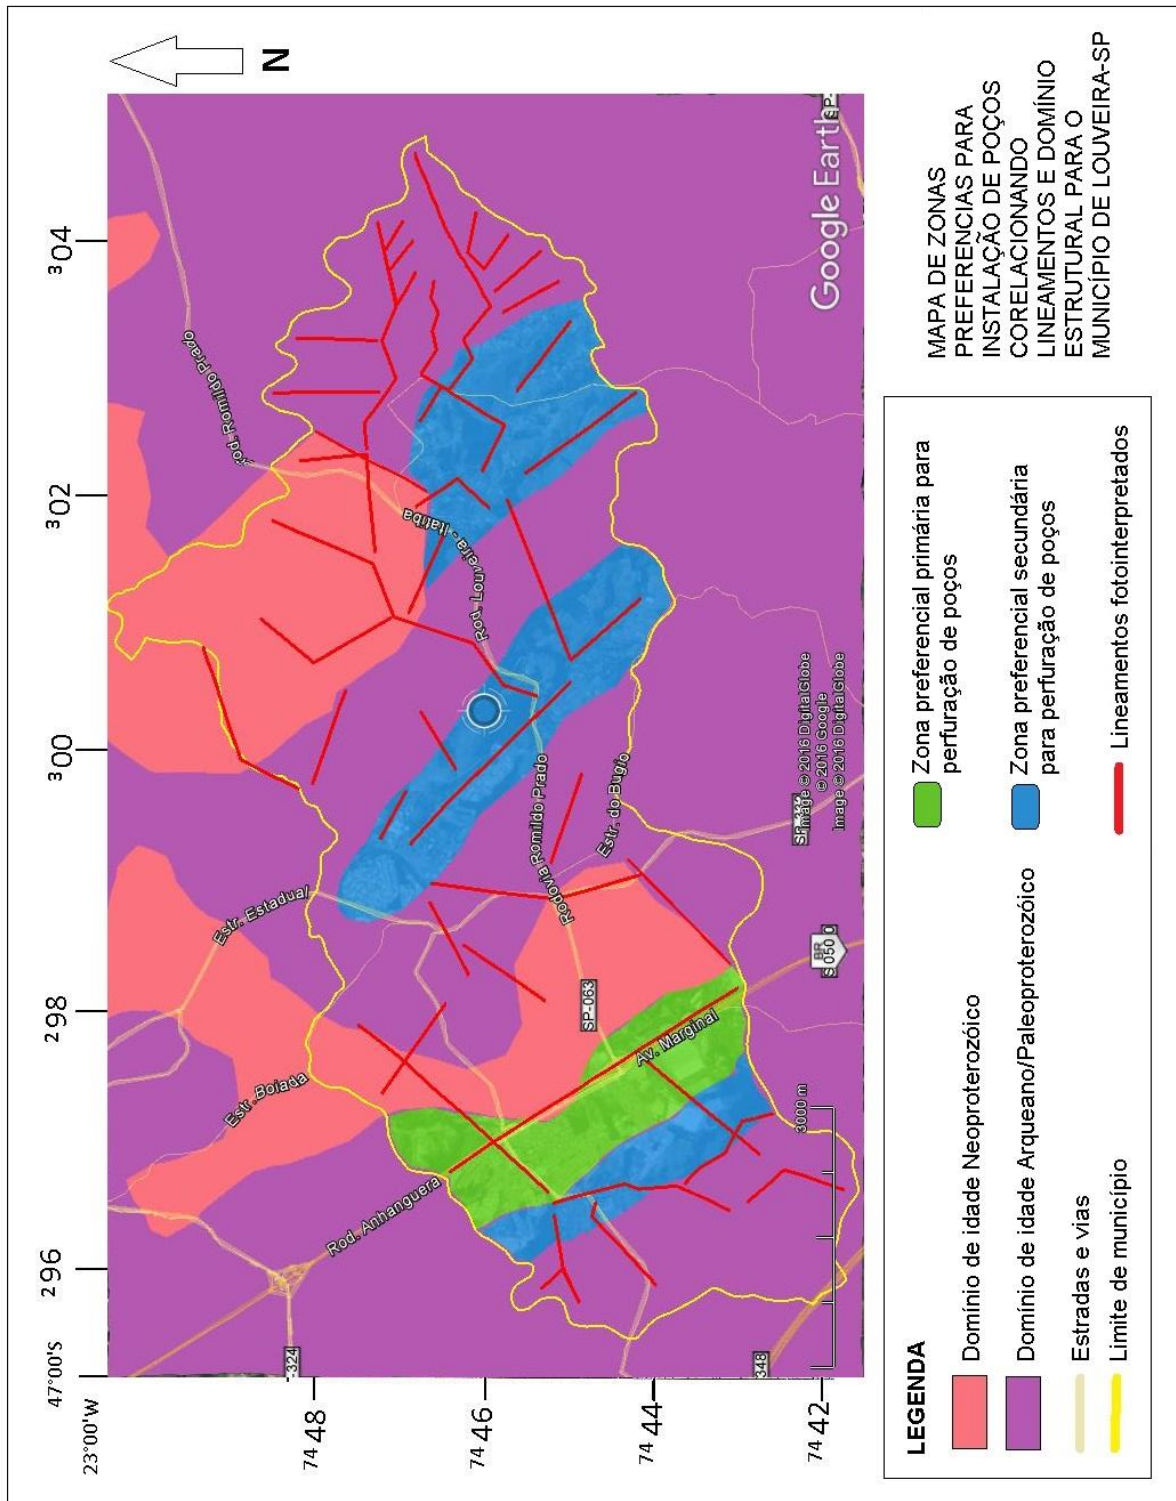 N
³04
³02
³00
298
296
47°00'S
23°00'W
74 48
74 46
74 44
74 42
Rod. Romildo Prado
Rod. Louveira - Itatiba
Estr. Estadual
Estr. Boiada
Rod. Anhanguera
Rodovia Romildo Prado
Estr. do Bugio
SP-063
Av. Marginal
BR
050
-324
348
3000 m
Google Earth
Image © 2016 DigitalGlobe
© 2016 Google
Image © 2016 DigitalGlobe
MAPA DE ZONAS
PREFERENCIAS PARA
INSTALAÇÃO DE POÇOS
CORELACIONANDO
LINEAMENTOS E DOMÍNIO
ESTRUTURAL PARA O
MUNICÍPIO DE LOUVEIRA-SP
LEGENDA
Domínio de idade Neoproterozóico
Domínio de idade Arqueano/Paleoproterozóico
Estradas e vias
Limite de município
Zona preferencial primária para
perfuração de poços
Zona preferencial secundária
para perfuração de poços
Lineamentos fotointerpretados